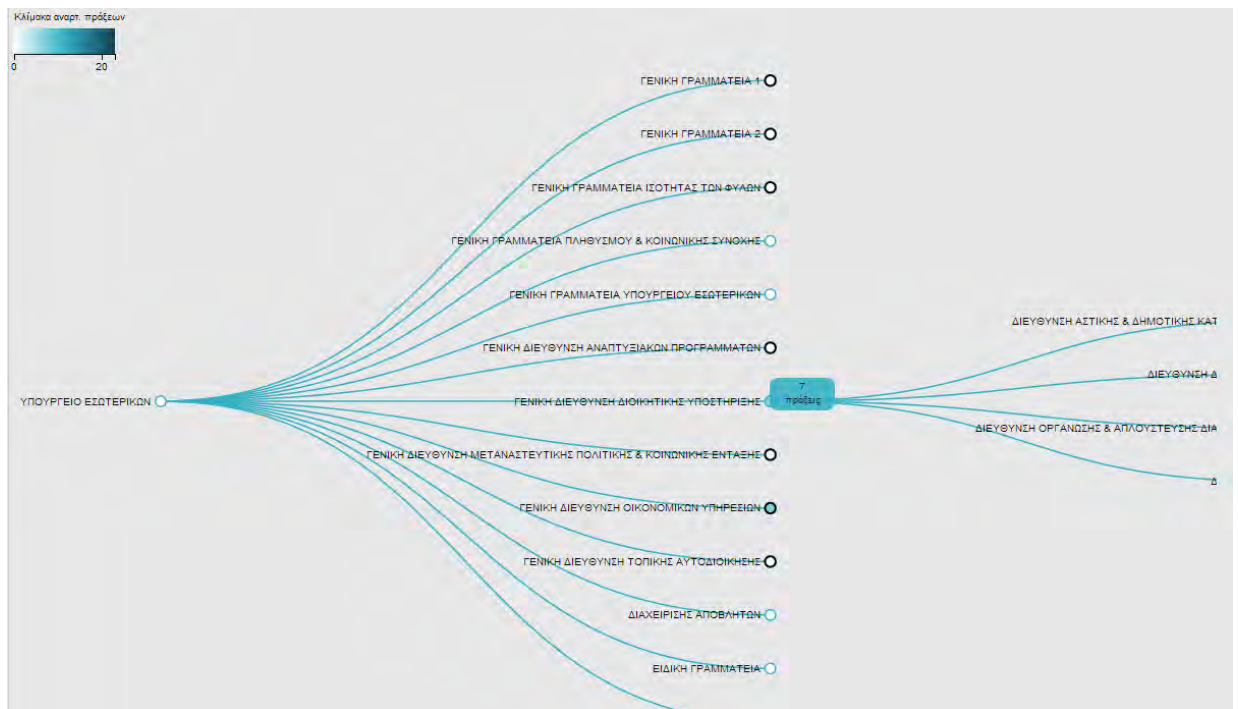 Κλίμακα αναρτ. πράξεων
0 20
ΓΕΝΙΚΗ ΓΡΑΜΜΑΤΕΙΑ 1
ΓΕΝΙΚΗ ΓΡΑΜΜΑΤΕΙΑ 2
ΓΕΝΙΚΗ ΓΡΑΜΜΑΤΕΙΑ ΙΣΟΤΗΤΑΣ ΤΩΝ ΦΥΛΩΝ
ΓΕΝΙΚΗ ΓΡΑΜΜΑΤΕΙΑ ΠΛΗΘΥΣΜΟΥ & ΚΟΙΝΩΝΙΚΗΣ ΣΥΝΟΧΗΣ
ΓΕΝΙΚΗ ΓΡΑΜΜΑΤΕΙΑ ΥΠΟΥΡΓΕΙΟΥ ΕΣΩΤΕΡΙΚΩΝ
ΓΕΝΙΚΗ ΔΙΕΥΘΥΝΣΗ ΑΝΑΠΤΥΞΙΑΚΩΝ ΠΡΟΓΡΑΜΜΑΤΩΝ
ΥΠΟΥΡΓΕΙΟ ΕΣΩΤΕΡΙΚΩΝ
ΓΕΝΙΚΗ ΔΙΕΥΘΥΝΣΗ ΔΙΟΙΚΗΤΙΚΗΣ ΥΠΟΣΤΗΡΙΞΗΣ
7
πράξεις
ΓΕΝΙΚΗ ΔΙΕΥΘΥΝΣΗ ΜΕΤΑΝΑΣΤΕΥΤΙΚΗΣ ΠΟΛΙΤΙΚΗΣ & ΚΟΙΝΩΝΙΚΗΣ ΕΝΤΑΞΗΣ
ΓΕΝΙΚΗ ΔΙΕΥΘΥΝΣΗ ΟΙΚΟΝΟΜΙΚΩΝ ΥΠΗΡΕΣΙΩΝ
ΓΕΝΙΚΗ ΔΙΕΥΘΥΝΣΗ ΤΟΠΙΚΗΣ ΑΥΤΟΔΙΟΙΚΗΣΗΣ
ΔΙΑΧΕΙΡΙΣΗΣ ΑΠΟΒΛΗΤΩΝ
ΕΙΔΙΚΗ ΓΡΑΜΜΑΤΕΙΑ
ΔΙΕΥΘΥΝΣΗ ΑΣΤΙΚΗΣ & ΔΗΜΟΤΙΚΗΣ ΚΑΤ
ΔΙΕΥΘΥΝΣΗ Δ
ΔΙΕΥΘΥΝΣΗ ΟΡΓΑΝΩΣΗΣ & ΑΠΛΟΥΣΤΕΥΣΗΣ ΔΙΑ
Δ